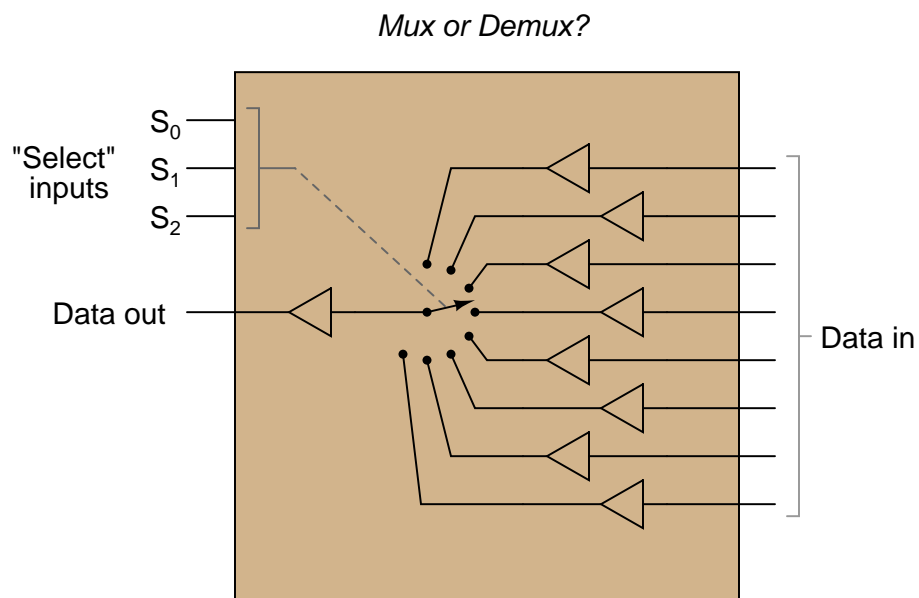 Mux or Demux?
S0
"Select"
inputs
S1
S2
Data out
Data in